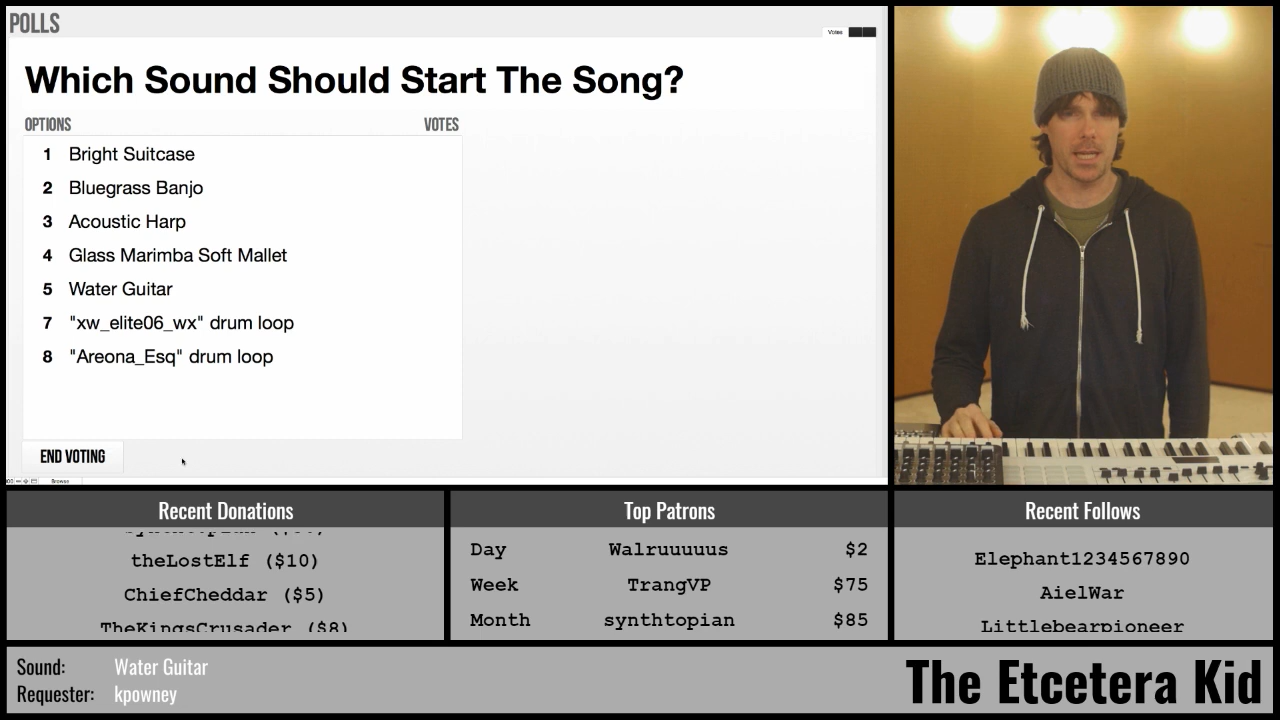 POLLS
Votes
Which Sound Should Start The Song?
OPTIONS VOTES
1 Bright Suitcase
2 Bluegrass Banjo
3 Acoustic Harp
4 Glass Marimba Soft Mallet
5 Water Guitar
7 "xw_elite06_wx" drum loop
8 "Areona_Esq" drum loop
END VOTING
Browse
Recent Donations
theLostElf ($10)
ChiefCheddar ($5)
TheKingsCrusader ($8)
Top Patrons
Day Walruuuuus $2
Week TrangVP $75
Month synthtopian $85
Recent Follows
Elephant1234567890
AielWar
Littlebearpioneer
Sound: Water Guitar
Requester: kpowney
The Etcetera Kid